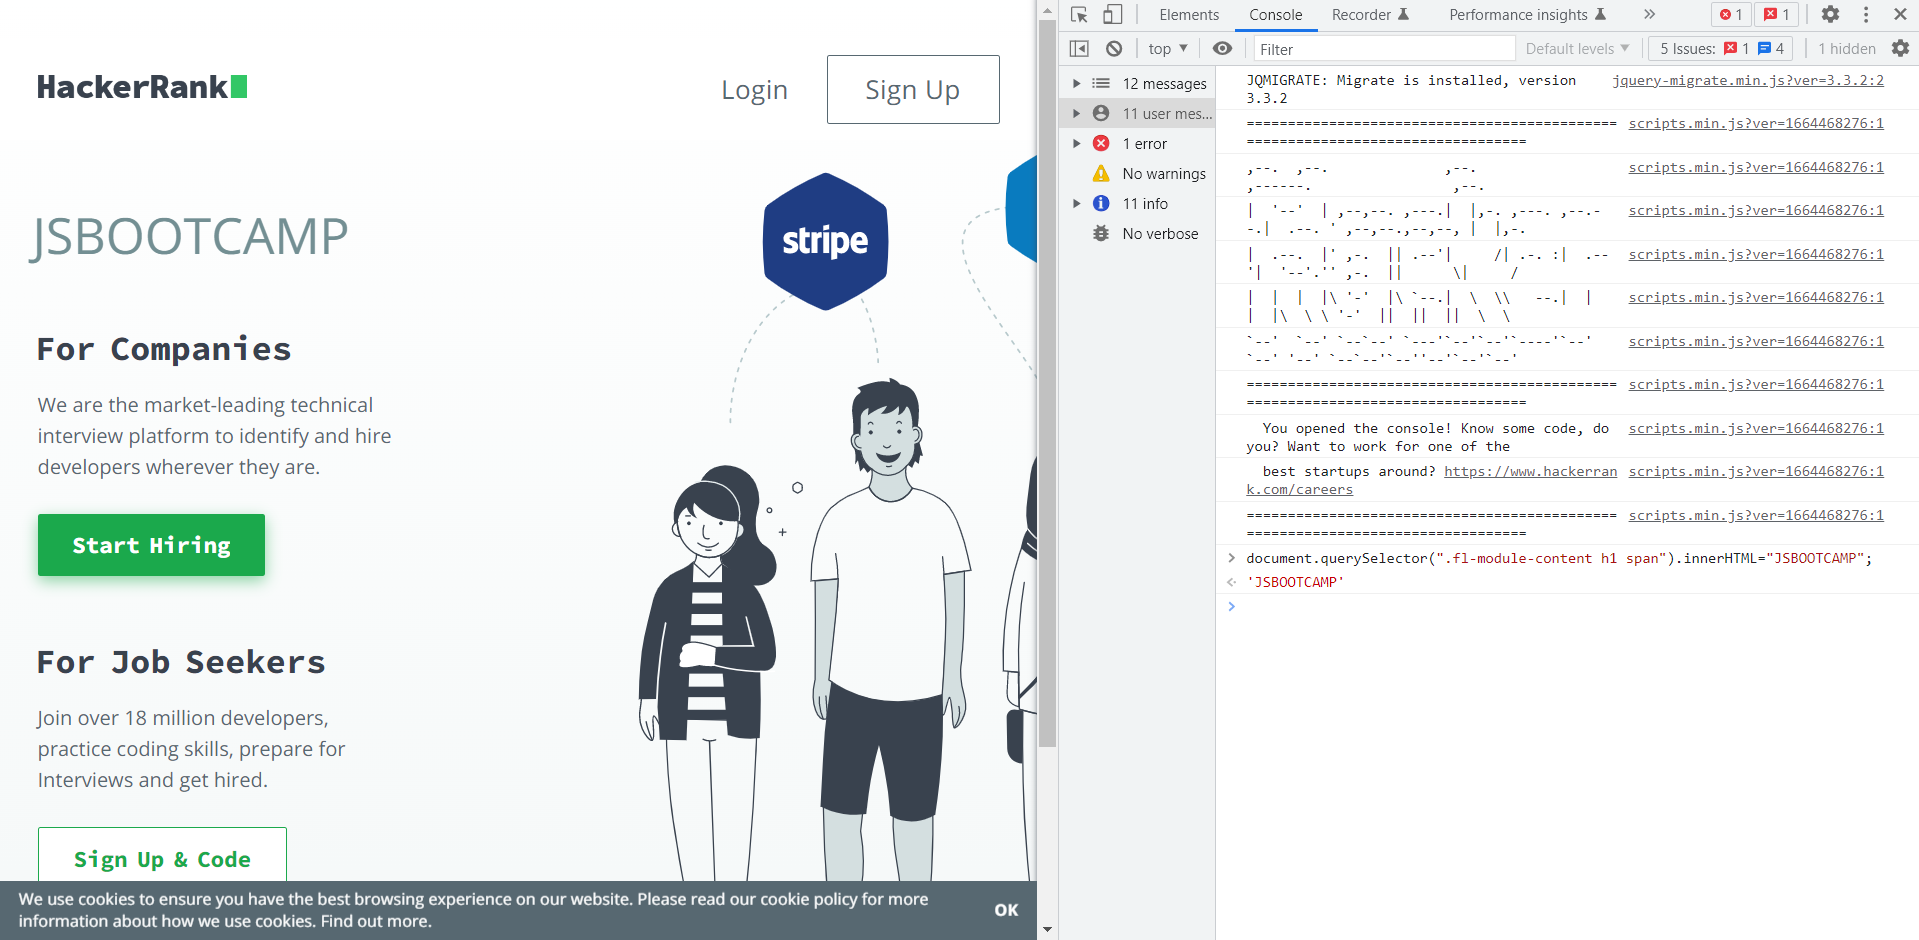 HackerRank
Login
Sign Up
stripe
JSBOOTCAMP
For Companies
We are the market-leading technical
interview platform to identify and hire
developers wherever they are.
Start Hiring
For Job Seekers
Join over 18 million developers,
practice coding skills, prepare for
Interviews and get hired.
Sign Up & Code
We use cookies to ensure you have the best browsing experience on our website. Please read our cookie policy for more
information about how we use cookies. Find out more.
OK
Elements
Console
Recorder
Performance insights
1
1
top
Filter
Default levels
5 Issues:
1
4
1 hidden
12 messages
11 user mes...
1 error
No warnings
11 info
No verbose
JQMIGRATE: Migrate is installed, version
3.3.2
jquery-migrate.min.js?ver=3.3.2:2
scripts.min.js?ver=1664468276:1
scripts.min.js?ver=1664468276:1
scripts.min.js?ver=1664468276:1
scripts.min.js?ver=1664468276:1
scripts.min.js?ver=1664468276:1
scripts.min.js?ver=1664468276:1
scripts.min.js?ver=1664468276:1
You opened the console! Know some code, do
you? Want to work for one of the
scripts.min.js?ver=1664468276:1
best startups around? https://www.hackerran
k.com/careers
scripts.min.js?ver=1664468276:1
scripts.min.js?ver=1664468276:1
document.querySelector(".fl-module-content h1 span").innerHTML="JSBOOTCAMP";
'JSBOOTCAMP'